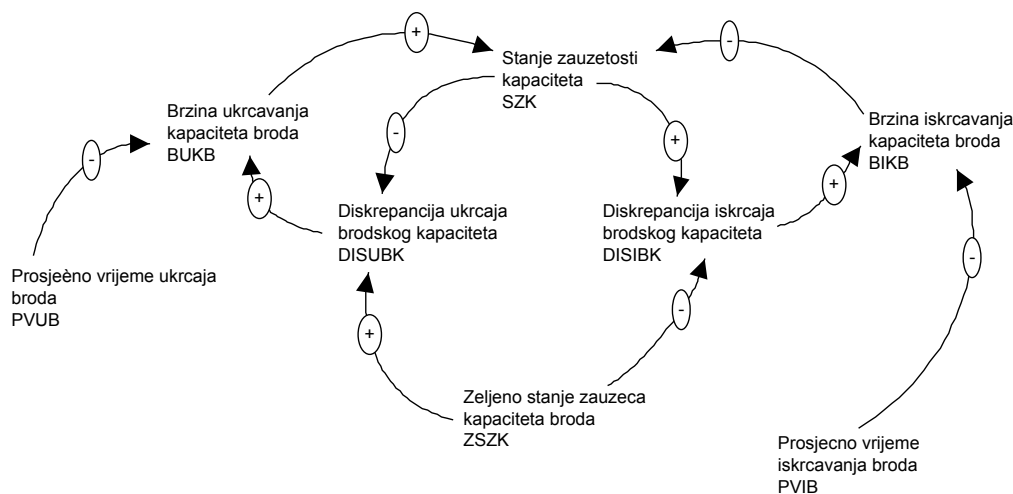 +
-
Stanje zauzetosti
kapaciteta
SZK
Brzina ukrcavanja
kapaciteta broda
BUKB
Brzina iskrcavanja
kapaciteta broda
BIKB
-
-
+
+
+
Diskrepancija ukrcaja
brodskog kapaciteta
DISUBK
Diskrepancija iskrcaja
brodskog kapaciteta
DISIBK
Prosjeèno vrijeme ukrcaja
broda
PVUB
-
+
-
Zeljeno stanje zauzeca
kapaciteta broda
ZSZK
Prosjecno vrijeme
iskrcavanja broda
PVIB